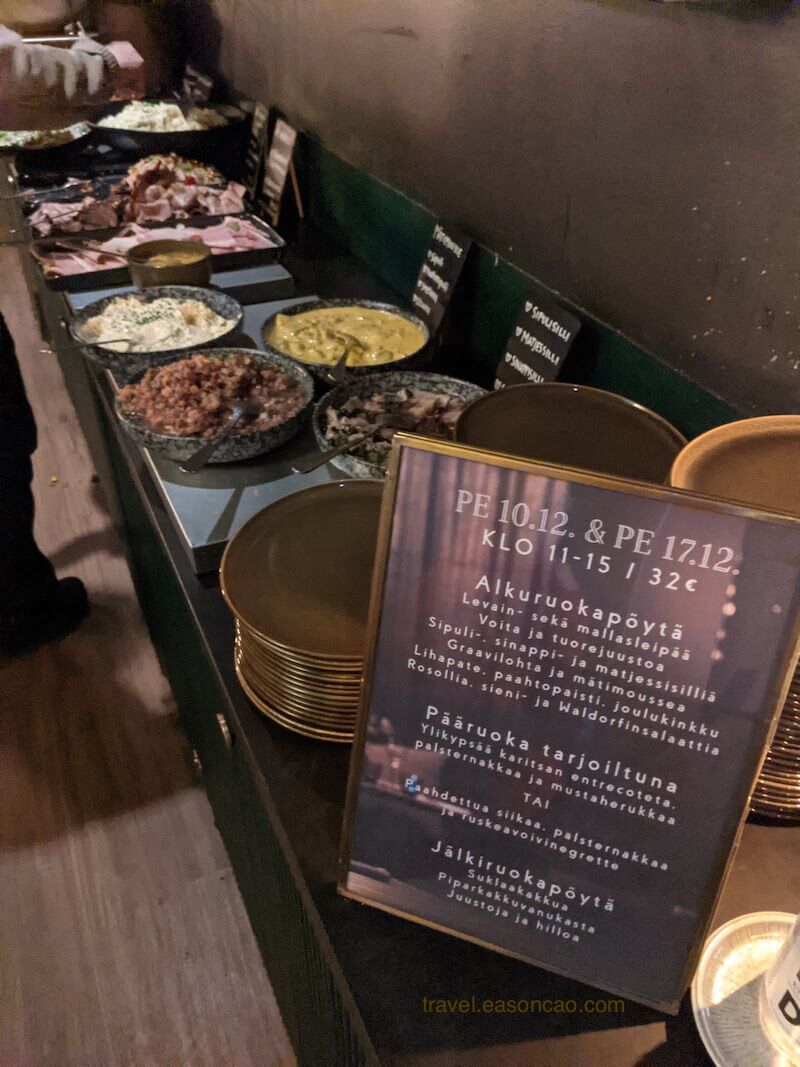 SIPULISILLI
MATJESSILLI
PE 10.12. & PE 17.12.
KLO 11-15 / 32€
Alkuruokapöytä
Levain- sekä mallasleipää
Voita ja tuorejuustoa
Sipuli-, sinappi- ja matjessisilliä
Graavilohta ja mätimoussea
Lihapate, paahtopaisti, joulukinkku
Rosollia, sieni- ja Waldorfinsalaattia
Pääruoka tarjoiltuna
Ylikypsää karitsan entrecoteta,
palsternakkaa ja mustaherukkaa
TAI
Paahdettua siikaa, palsternakkaa
ja ruskeavoivinegrette
Jälkiruokapöytä
Suklaakakkua
Piparkakkuvanukasta
Juustoja ja hilloa
travel.easoncao.com